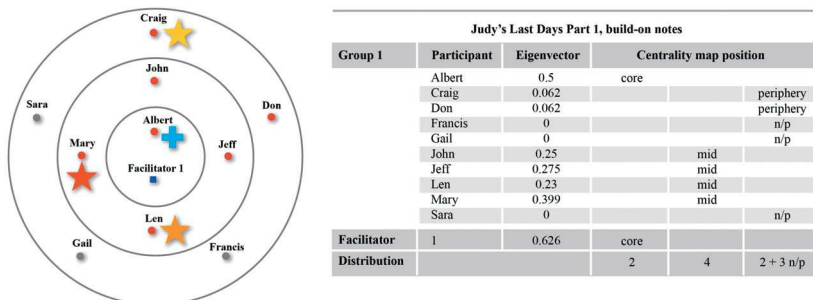 Craig
John
Sara
Don
Albert
Mary
Jeff
Facilitator 1
Len
Gail
Francis
Judy's Last Days Part 1, build-on notes
Group 1 Participant Eigenvector Centrality map position
Albert 0.5 core
Craig 0.062 periphery
Don 0.062 periphery
Francis 0 n/p
Gail 0 n/p
John 0.25 mid
Jeff 0.275 mid
Len 0.23 mid
Mary 0.399 mid
Sara 0 n/p
Facilitator 1 0.626 core
Distribution 2 4 2 + 3 n/p